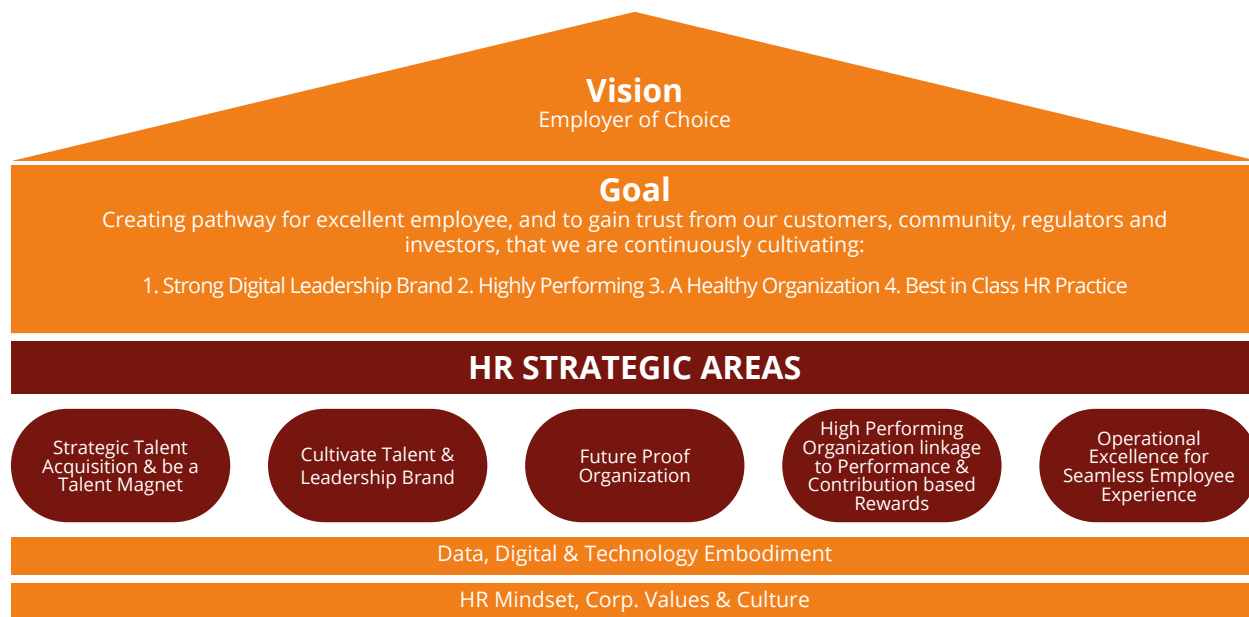 Vision
Employer of Choice
Goal
Creating pathway for excellent employee, and to gain trust from our customers, community, regulators and
investors, that we are continuously cultivating:
1. Strong Digital Leadership Brand 2. Highly Performing 3. A Healthy Organization 4. Best in Class HR Practice
HR STRATEGIC AREAS
Strategic Talent
Acquisition & be a
Talent Magnet
Cultivate Talent &
Leadership Brand
Future Proof
Organization
High Performing
Organization linkage
to Performance &
Contribution based
Rewards
Operational
Excellence for
Seamless Employee
Experience
Data, Digital & Technology Embodiment
HR Mindset, Corp. Values & Culture